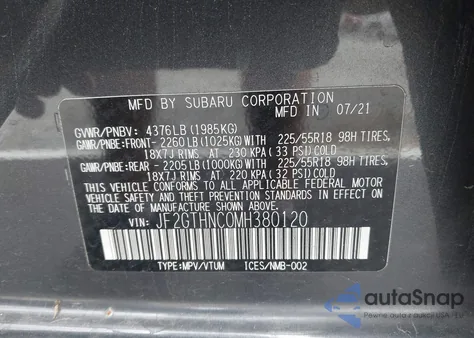 MFD BY SUBARU CORPORATION IN 07/21
GVWR/PNBV: 4376LB (1985KG)
GAWR/PNBE:FRONT- 2260LB (1025KG)WITH 225/55R18 98H TIRES,
18X7J RIMS AT 230 KPA( 33 PSI)COLD
GAWR/PNBE:REAR - 2205LB (1000KG)WITH 225/55R18 98H TIRES,
18X7J RIMS AT 220 KPA( 32 PSI)COLD
THIS VEHICLE CONFORMS TO ALL APPLICABLE FEDERAL MOTOR
VEHICLE SAFETY AND THEFT PREVENTION STANDARDS IN EFFECT
ON THE DATE OF MANUFACTURE SHOWN ABOVE.
VIN: JF2GTHNC0MH380120
TYPE:MPV/VTUM ICES/NMB-002
autoSnap
Pewne auto z aukcji USA i